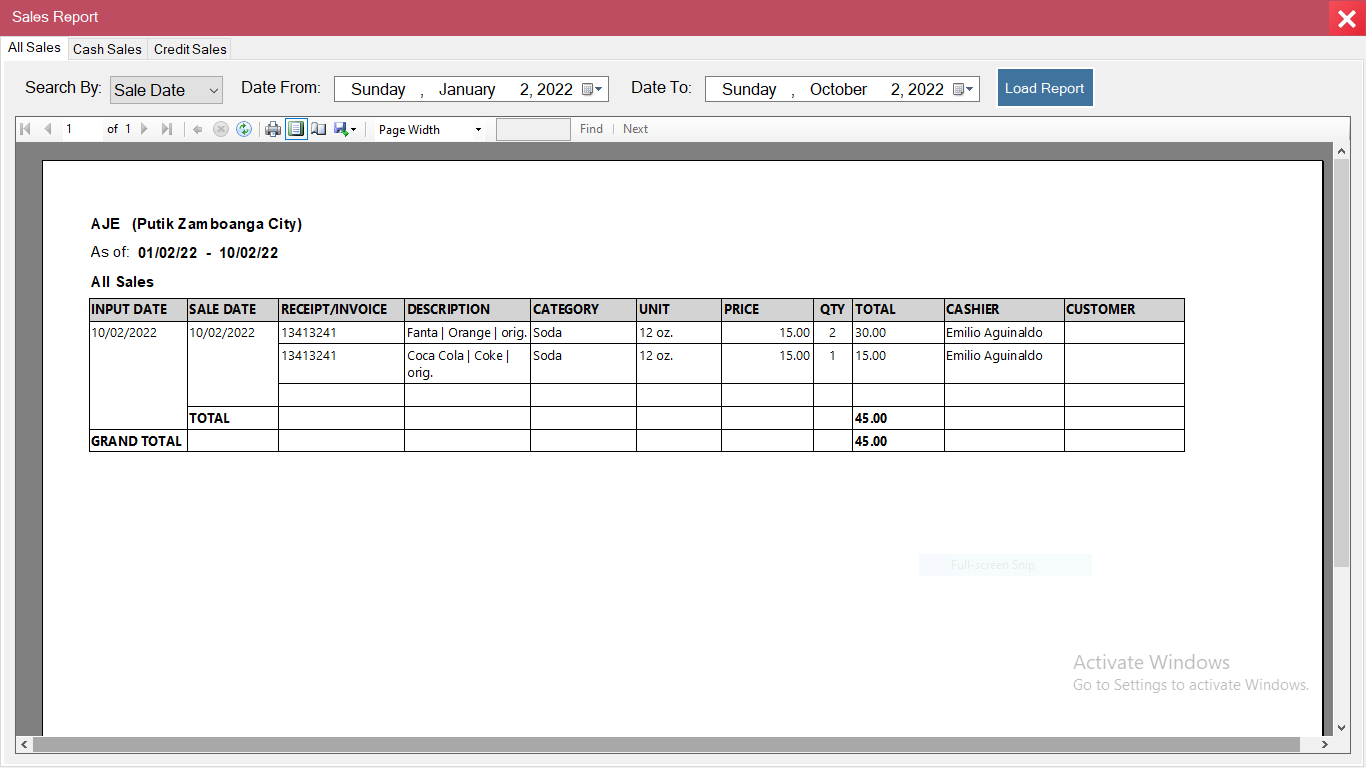 Sales Report
All Sales Cash Sales Credit Sales
Search By: Sale Date Date From: Sunday , January 2, 2022 Date To: Sunday , October 2, 2022 Load Report
1 of 1 Page Width Find Next
AJE (Putik Zamboanga City)
As of: 01/02/22 - 10/02/22
All Sales
INPUT DATE SALE DATE RECEIPT/INVOICE DESCRIPTION CATEGORY UNIT PRICE QTY TOTAL CASHIER CUSTOMER
10/02/2022 10/02/2022 13413241 Fanta | Orange | orig. Soda 12 oz. 15.00 2 30.00 Emilio Aguinaldo
13413241 Coca Cola | Coke | Soda 12 oz. 15.00 1 15.00 Emilio Aguinaldo
orig.
TOTAL 45.00
GRAND TOTAL 45.00
Full-screen Snip
Activate Windows
Go to Settings to activate Windows.